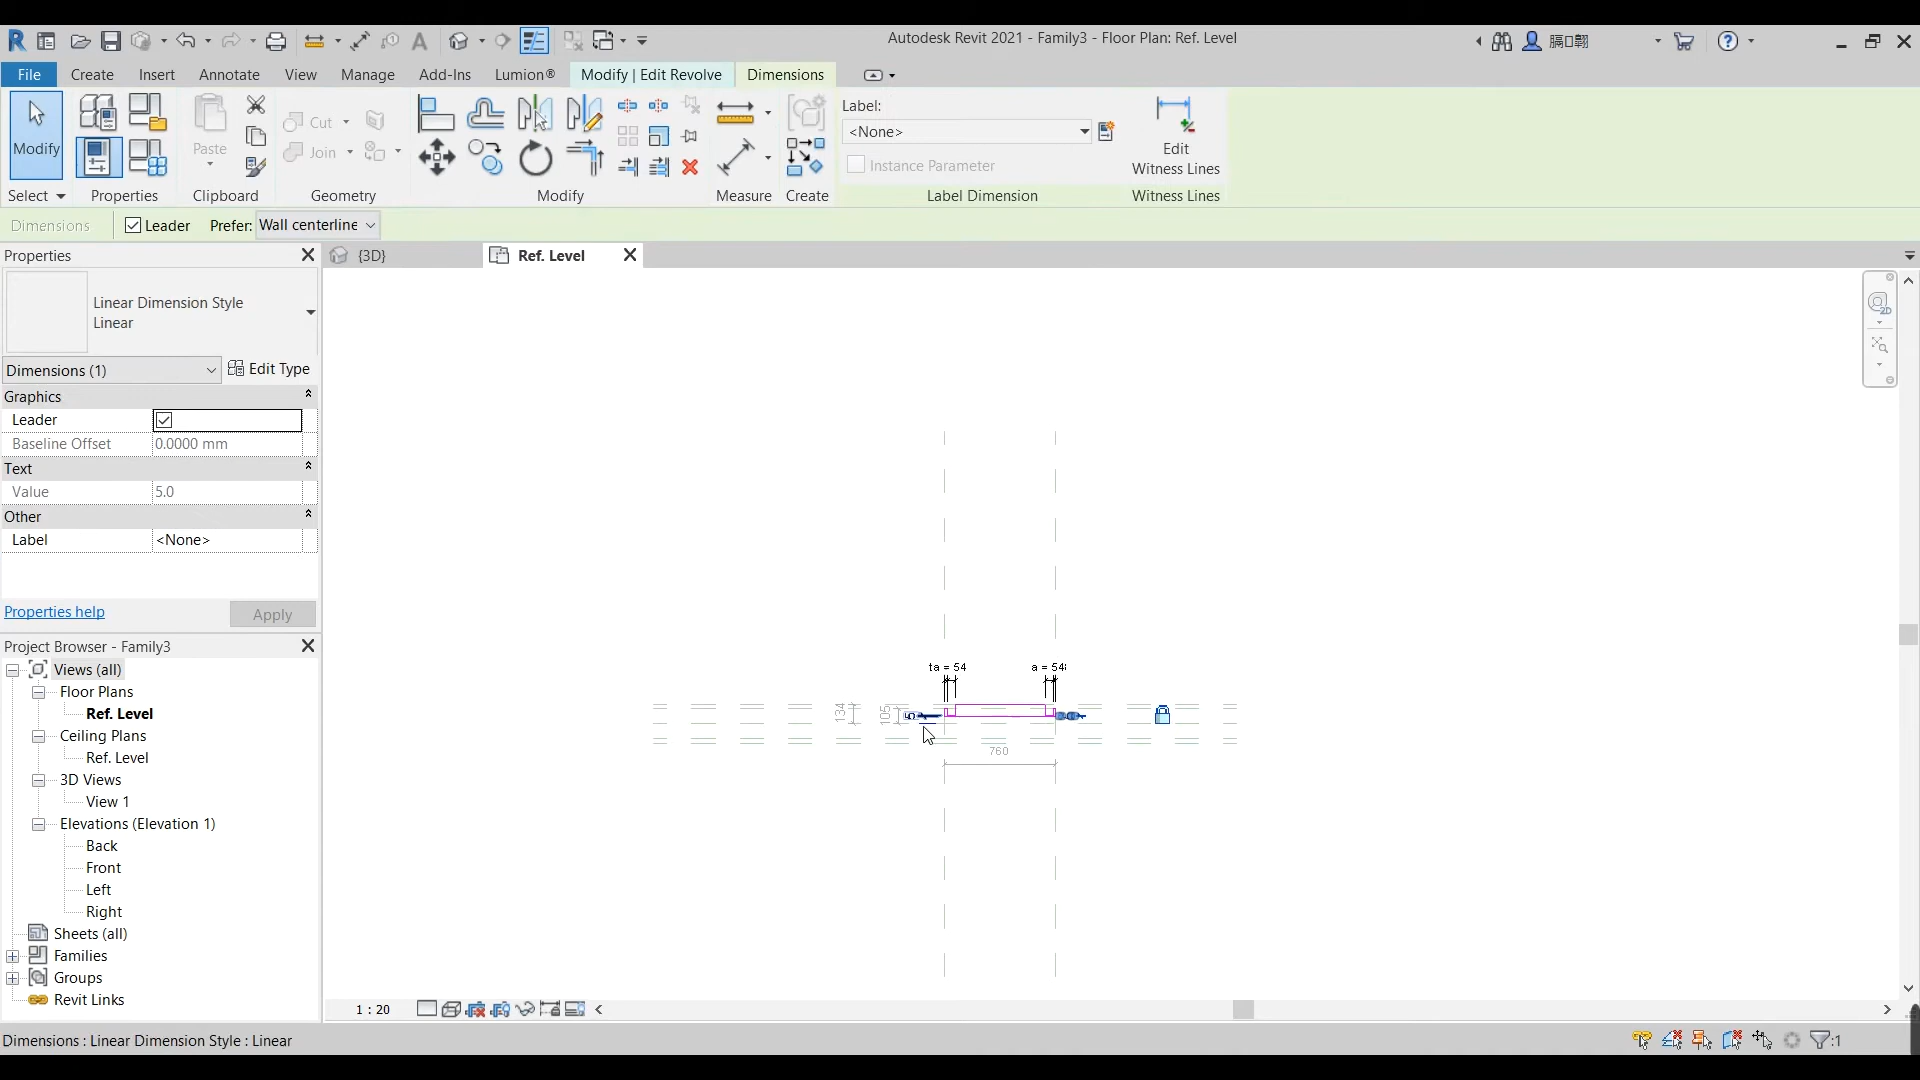 Autodesk Revit 2021 - Family3 - Floor Plan: Ref. Level
File Create Insert Annotate View Manage Add-Ins Lumion® Modify | Edit Revolve Dimensions
Modify
Paste
Cut
Join
Label:
<None>
Instance Parameter
Edit
Witness Lines
Select Properties Clipboard Geometry Modify Measure Create Label Dimension Witness Lines
Dimensions Leader Prefer: Wall centerline
Properties
{3D}
Ref. Level
Linear Dimension Style
Linear
Dimensions (1)
Edit Type
Graphics
Leader
Baseline Offset 0.0000 mm
Text
Value 5.0
Other
Label <None>
Properties help
Apply
Project Browser - Family3
Views (all)
Floor Plans
Ref. Level
Ceiling Plans
Ref. Level
3D Views
View 1
Elevations (Elevation 1)
Back
Front
Left
Right
Sheets (all)
Families
Groups
Revit Links
ta = 54
a = 54
134
105
760
2D
1 : 20
Dimensions : Linear Dimension Style : Linear
:1